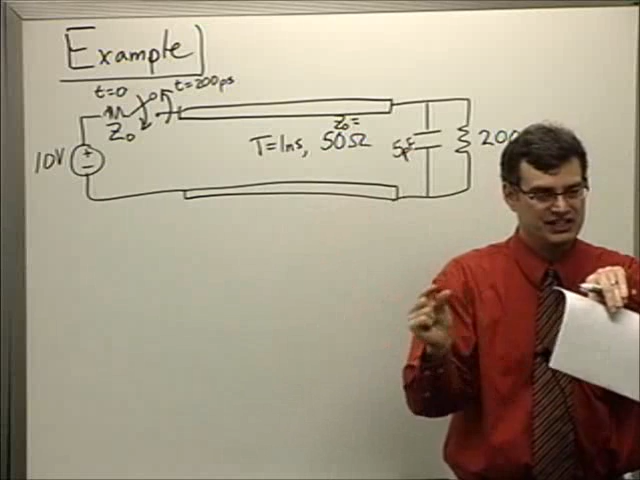 Example
t=0
t=200ps
Z₀
10V
T=1ns,
Z₀=
50Ω
5pF
200